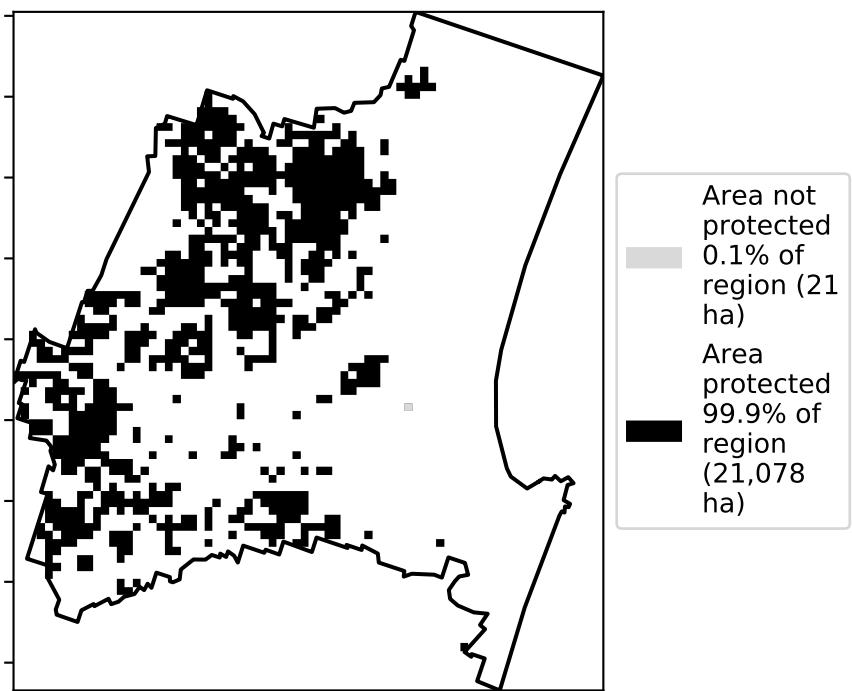 Area not
protected
0.1% of
region (21
ha)
Area
protected
99.9% of
region
(21,078
ha)